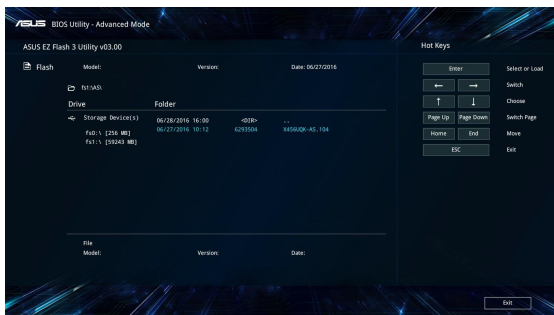 ASUS BIOS Utility - Advanced Mode
ASUS EZ Flash 3 Utility v03.00
Hot Keys
Flash Model: Version: Date: 06/27/2016
Enter Select or Load
fs1:\AS\
← → Switch
Drive Folder
↑ ↓ Choose
Storage Device(s) 06/28/2016 16:00 <DIR> ..
Page Up Page Down Switch Page
fs0:\ [256 MB] 06/27/2016 10:12 6293504 X456UQK-AS.104
Home End Move
fs1:\ [59243 MB]
ESC Exit
File
Model: Version: Date:
Exit